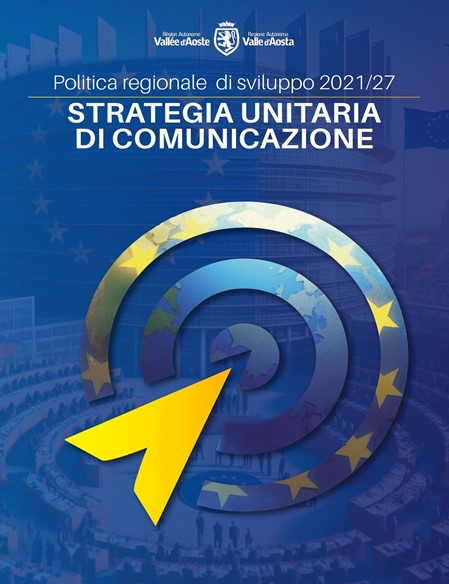 Région Autonome
Vallée d'Aoste
Regione Autonoma
Valle d'Aosta
Politica regionale di sviluppo 2021/27
STRATEGIA UNITARIA
DI COMUNICAZIONE